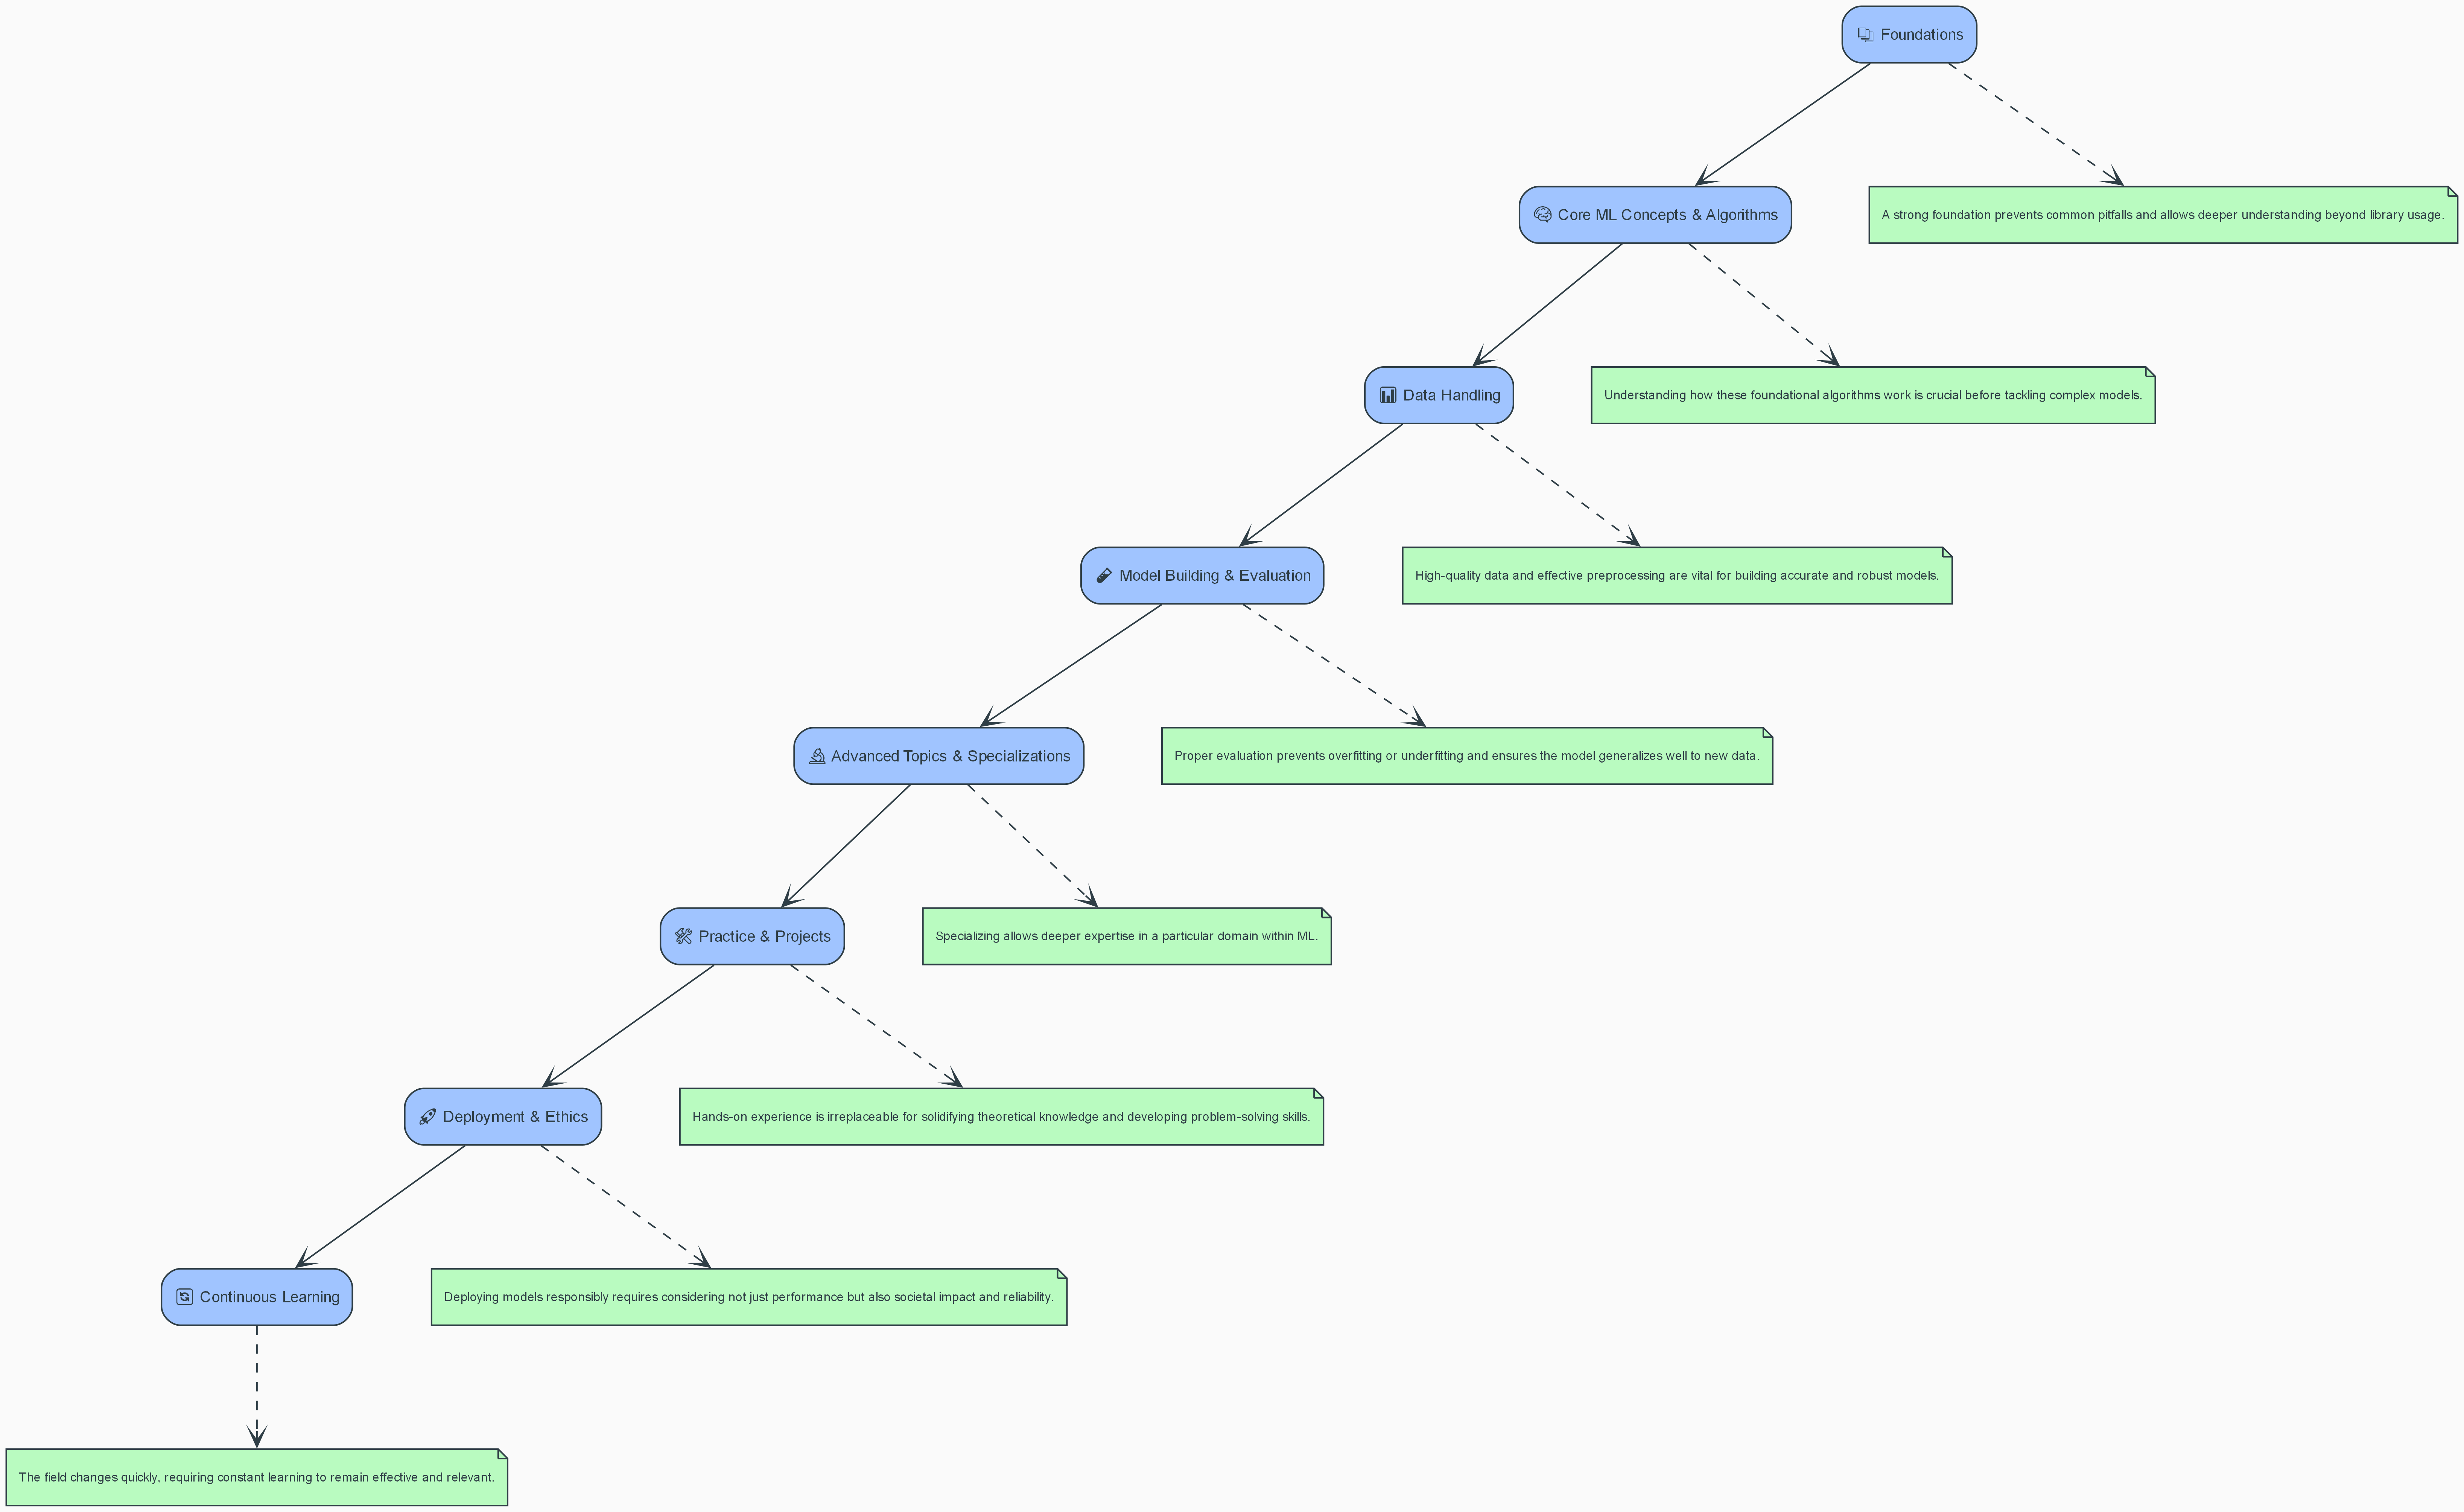 Foundations
Core ML Concepts & Algorithms
A strong foundation prevents common pitfalls and allows deeper understanding beyond library usage.
Data Handling
Understanding how these foundational algorithms work is crucial before tackling complex models.
Model Building & Evaluation
High-quality data and effective preprocessing are vital for building accurate and robust models.
Advanced Topics & Specializations
Proper evaluation prevents overfitting or underfitting and ensures the model generalizes well to new data.
Practice & Projects
Specializing allows deeper expertise in a particular domain within ML.
Deployment & Ethics
Hands-on experience is irreplaceable for solidifying theoretical knowledge and developing problem-solving skills.
Continuous Learning
Deploying models responsibly requires considering not just performance but also societal impact and reliability.
The field changes quickly, requiring constant learning to remain effective and relevant.